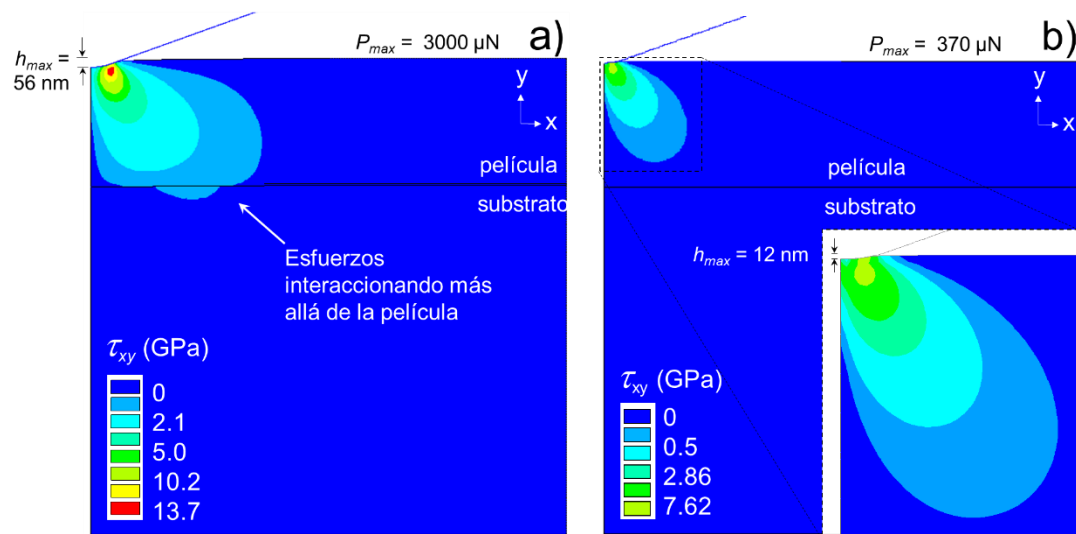 a)
P_max = 3000 μN
h_max =
56 nm
y
x
película
substrato
Esfuerzos
interaccionando más
allá de la película
τ_xy (GPa)
0
2.1
5.0
10.2
13.7
b)
P_max = 370 μN
y
x
película
substrato
h_max = 12 nm
τ_xy (GPa)
0
0.5
2.86
7.62